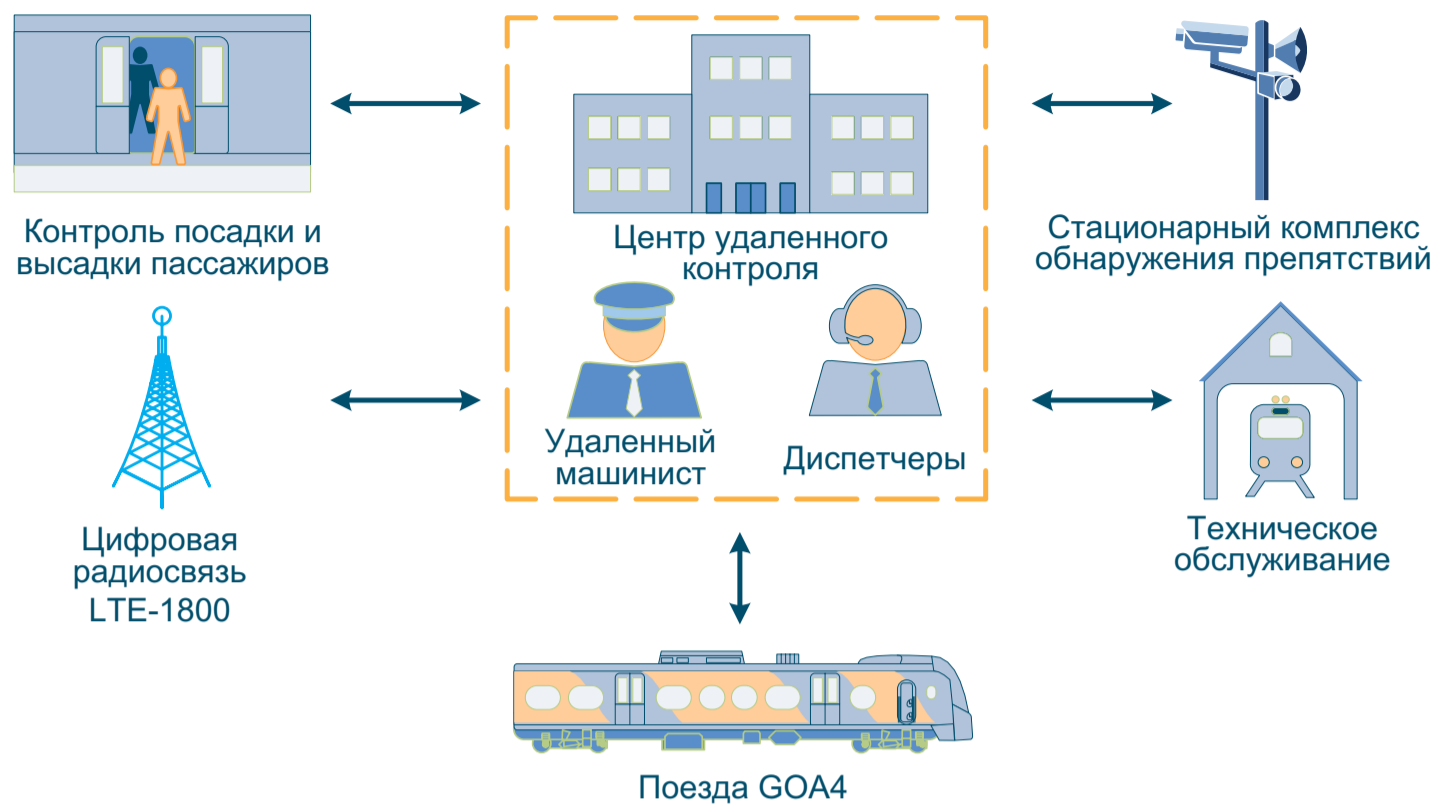 Контроль посадки и
высадки пассажиров
Центр удаленного
контроля
Стационарный комплекс
обнаружения препятствий
Удаленный
машинист
Диспетчеры
Цифровая
радиосвязь
LTE-1800
Техническое
обслуживание
Поезда GOA4